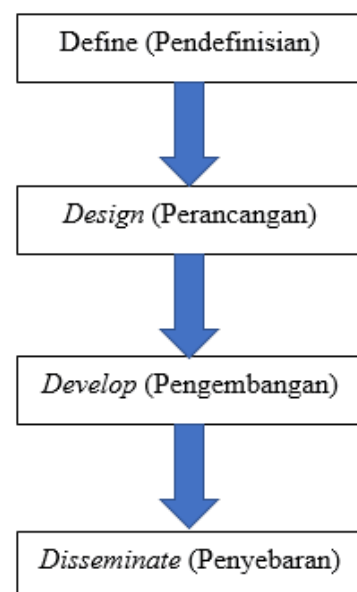 Define (Pendefinisian)
Design (Perancangan)
Develop (Pengembangan)
Disseminate (Penyebaran)